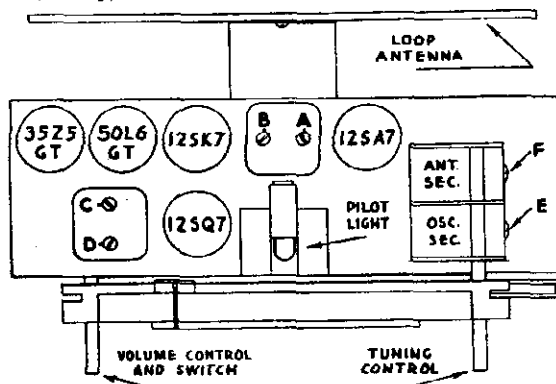 LOOP
ANTENNA
35Z5
GT
50L6
GT
12SK7
B A
12SA7
F
ANT.
SEC.
C
D
12SQ7
PILOT
LIGHT
OSC.
SEC.
E
VOLUME CONTROL
AND SWITCH
TUNING
CONTROL